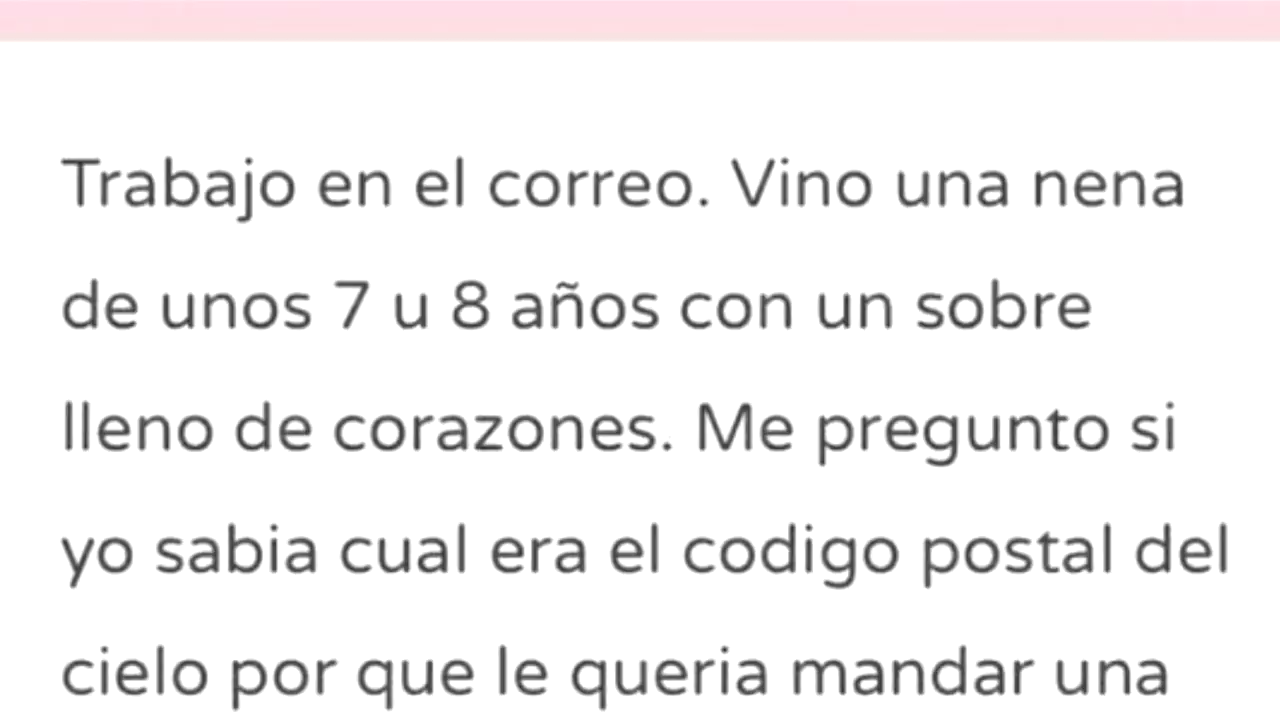 Trabajo en el correo. Vino una nena
de unos 7 u 8 años con un sobre
lleno de corazones. Me pregunto si
yo sabia cual era el codigo postal del
cielo por que le queria mandar una